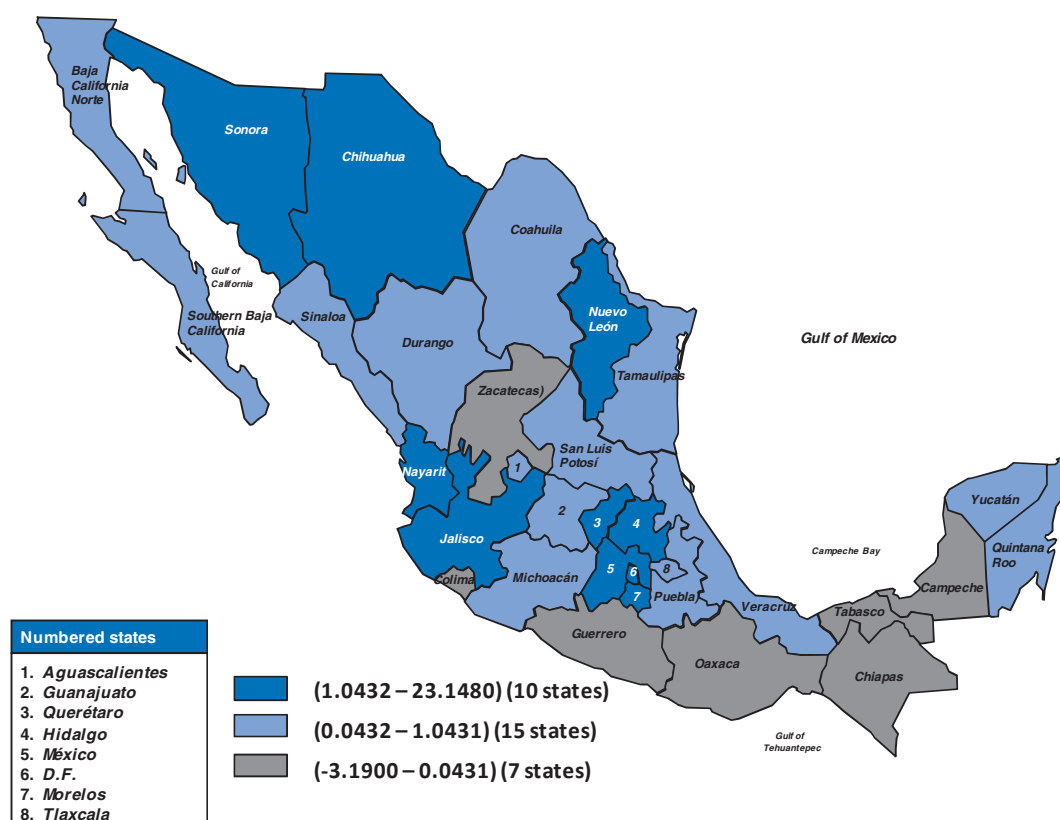 Baja
California
Norte
Sonora
Chihuahua
Coahuila
Gulf of
California
Southern Baja
California
Sinaloa
Durango
Nuevo
León
Gulf of Mexico
Tamaulipas
Zacatecas)
San Luis
Potosí
Nayarit
1
2
3
4
Yucatán
Jalisco
Campeche Bay
Quintana
Roo
5
6
8
Michoacán
Colima
7
Puebla)
Veracruz
Tabasco
Campeche
Guerrero
Oaxaca
Chiapas
Gulf of
Tehuantepec
Numbered states
1. Aguascalientes
2. Guanajuato
3. Querétaro
4. Hidalgo
5. México
6. D.F.
7. Morelos
8. Tlaxcala
(1.0432 – 23.1480) (10 states)
(0.0432 – 1.0431) (15 states)
(-3.1900 – 0.0431) (7 states)